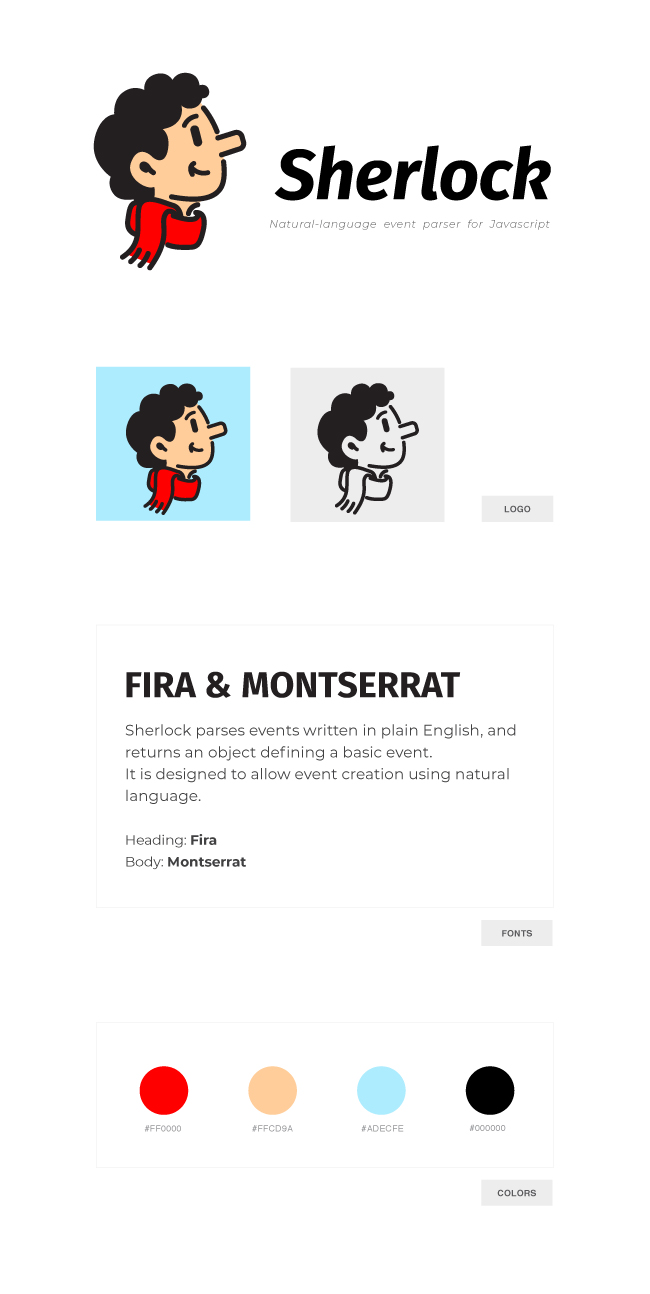 Sherlock
Natural-language event parser for Javascript
LOGO
FIRA & MONTSERRAT
Sherlock parses events written in plain English, and
returns an object defining a basic event.
It is designed to allow event creation using natural
language.
Heading: Fira
Body: Montserrat
FONTS
#FF0000
#FFCD9A
#ADECFE
#000000
COLORS